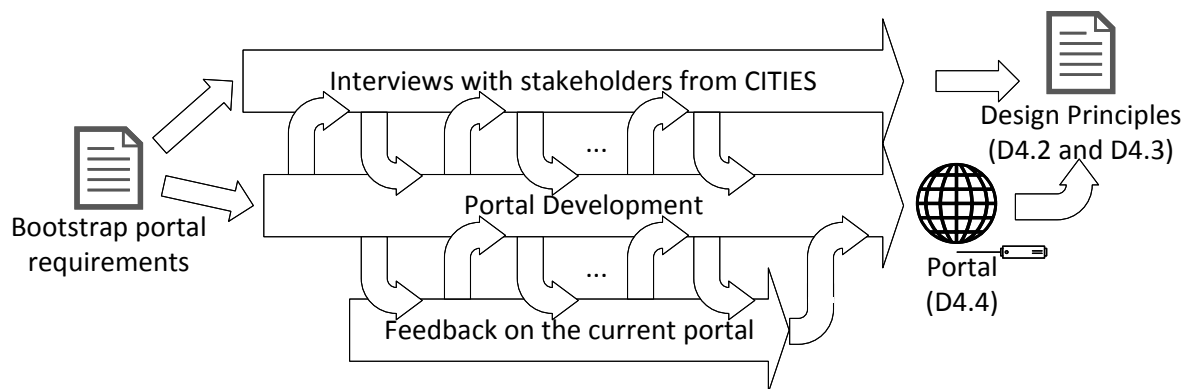 Interviews with stakeholders from CITIES
Design Principles
(D4.2 and D4.3)
...
Bootstrap portal
requirements
Portal Development
...
Portal
(D4.4)
Feedback on the current portal